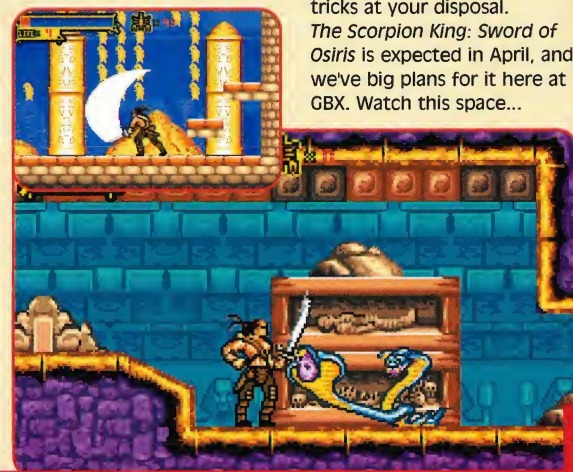 tricks at your disposal.
The Scorpion King: Sword of
Osiris is expected in April, and
we've big plans for it here at
GBX. Watch this space...
LIFE: